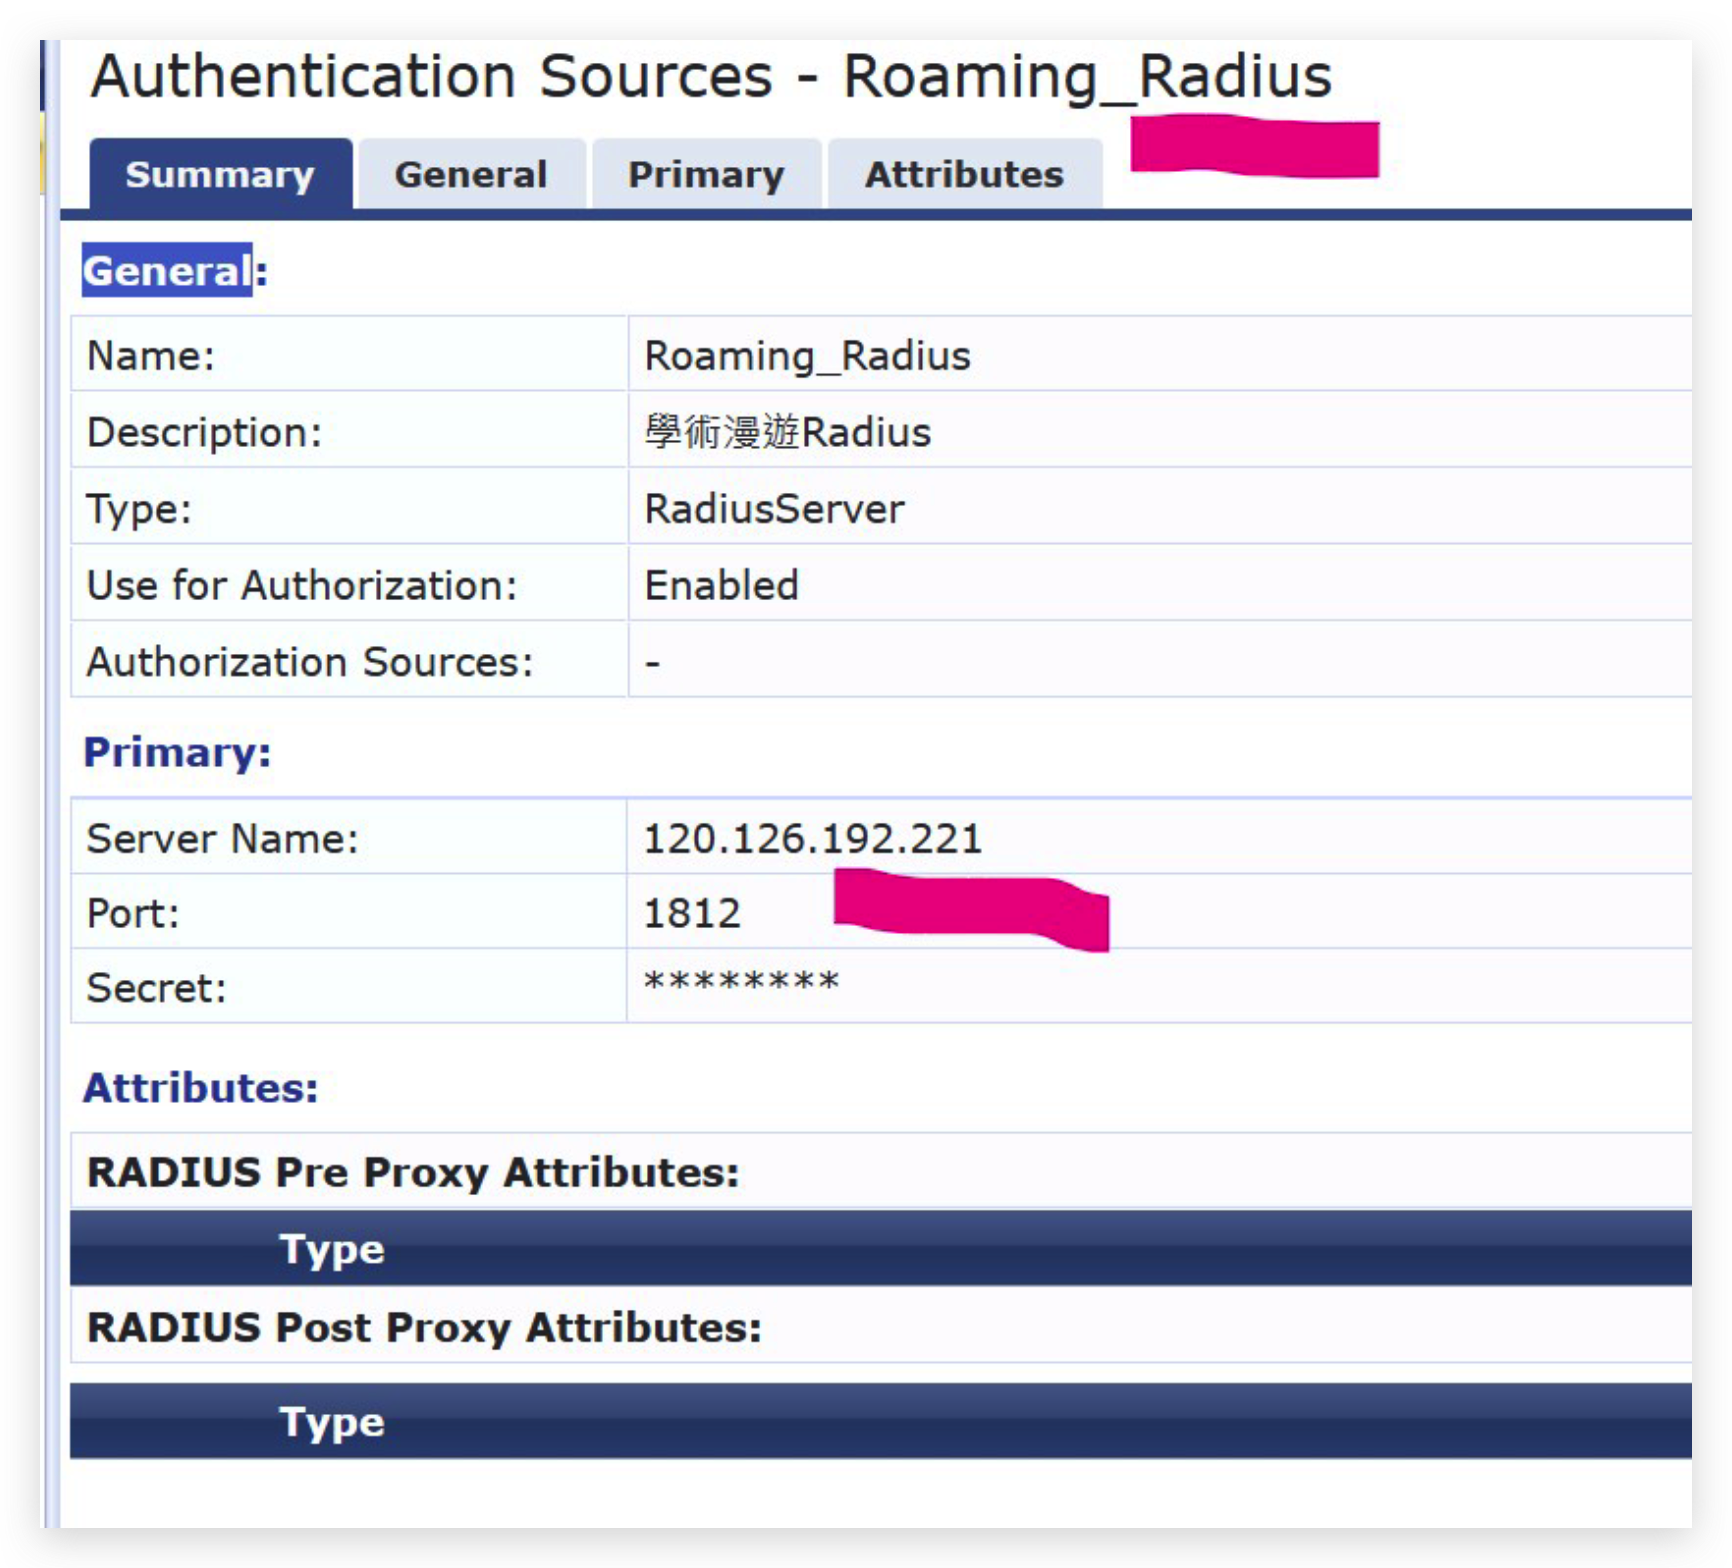 Authentication Sources - Roaming_Radius
Summary General Primary Attributes
General:
Name: Roaming_Radius
Description: 學術漫遊Radius
Type: RadiusServer
Use for Authorization: Enabled
Authorization Sources: -
Primary:
Server Name: 120.126.192.221
Port: 1812
Secret: ********
Attributes:
RADIUS Pre Proxy Attributes:
Type
RADIUS Post Proxy Attributes:
Type